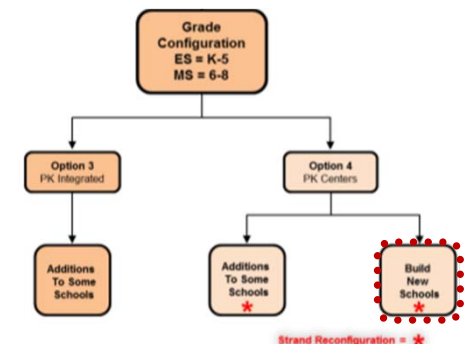 Grade
Configuration
ES = K-5
MS = 6-8
Option 3
PK Integrated
Option 4
PK Centers
Additions
To Some
Schools
Additions
To Some
Schools
*
Build
New
Schools
*
Strand Reconfiguration = *